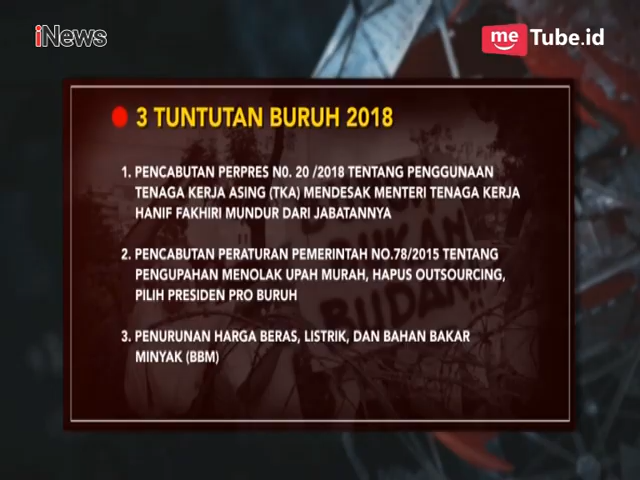 iNews
me Tube.id
3 TUNTUTAN BURUH 2018
1. PENCABUTAN PERPRES N0. 20 /2018 TENTANG PENGGUNAAN
TENAGA KERJA ASING (TKA) MENDESAK MENTERI TENAGA KERJA
HANIF FAKHIRI MUNDUR DARI JABATANNYA
2. PENCABUTAN PERATURAN PEMERINTAH NO.78/2015 TENTANG
PENGUPAHAN MENOLAK UPAH MURAH, HAPUS OUTSOURCING,
PILIH PRESIDEN PRO BURUH
3. PENURUNAN HARGA BERAS, LISTRIK, DAN BAHAN BAKAR
MINYAK (BBM)